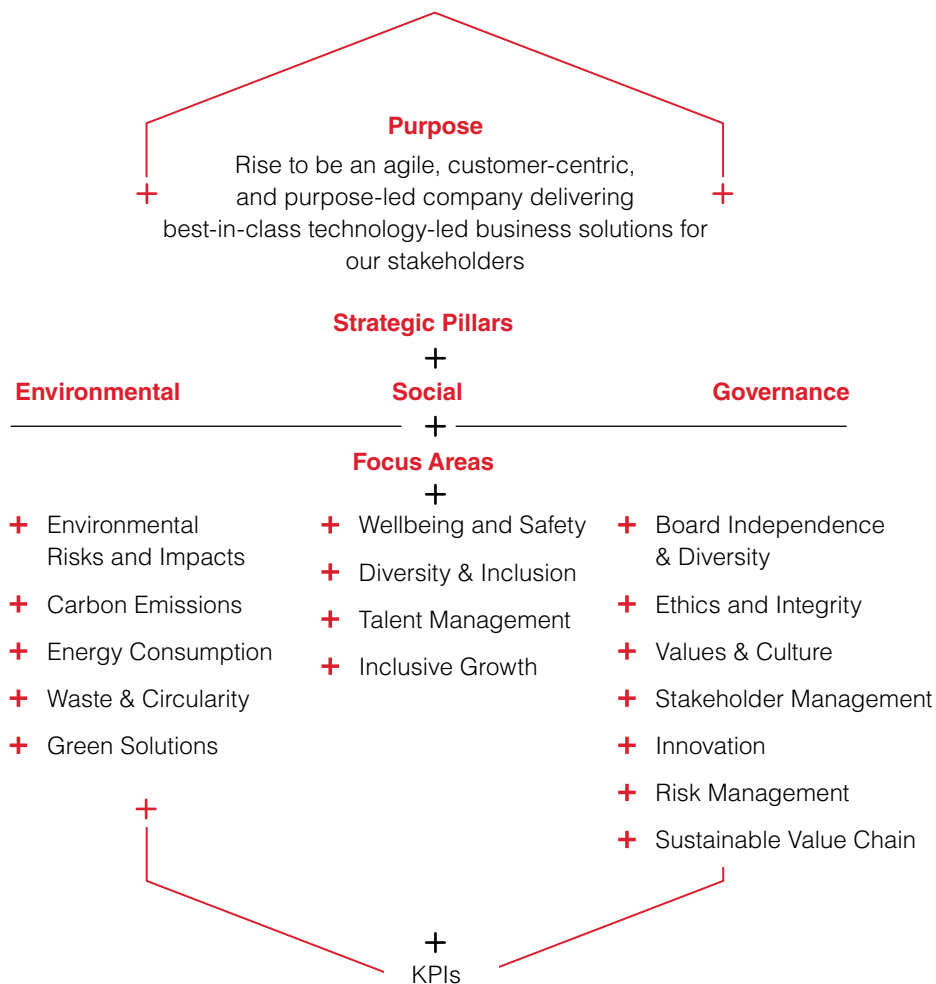 Purpose
Rise to be an agile, customer-centric,
and purpose-led company delivering
best-in-class technology-led business solutions for
our stakeholders
Strategic Pillars
Environmental
Social
Governance
Focus Areas
Environmental
Risks and Impacts
Carbon Emissions
Energy Consumption
Waste & Circularity
Green Solutions
Wellbeing and Safety
Diversity & Inclusion
Talent Management
Inclusive Growth
Board Independence
& Diversity
Ethics and Integrity
Values & Culture
Stakeholder Management
Innovation
Risk Management
Sustainable Value Chain
KPIs